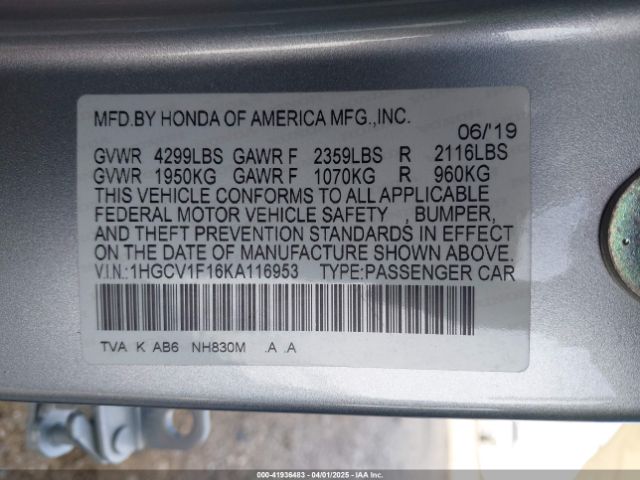 MFD.BY HONDA OF AMERICA MFG.,INC.
06/'19
GVWR 4299LBS GAWR F 2359LBS R 2116LBS
GVWR 1950KG GAWR F 1070KG R 960KG
THIS VEHICLE CONFORMS TO ALL APPLICABLE
FEDERAL MOTOR VEHICLE SAFETY , BUMPER,
AND THEFT PREVENTION STANDARDS IN EFFECT
ON THE DATE OF MANUFACTURE SHOWN ABOVE.
V.I.N.:1HGCV1F16KA116953 TYPE:PASSENGER CAR
TVA K AB6 NH830M .A .A
000-41936483 - 04/01/2025 - IAA Inc.